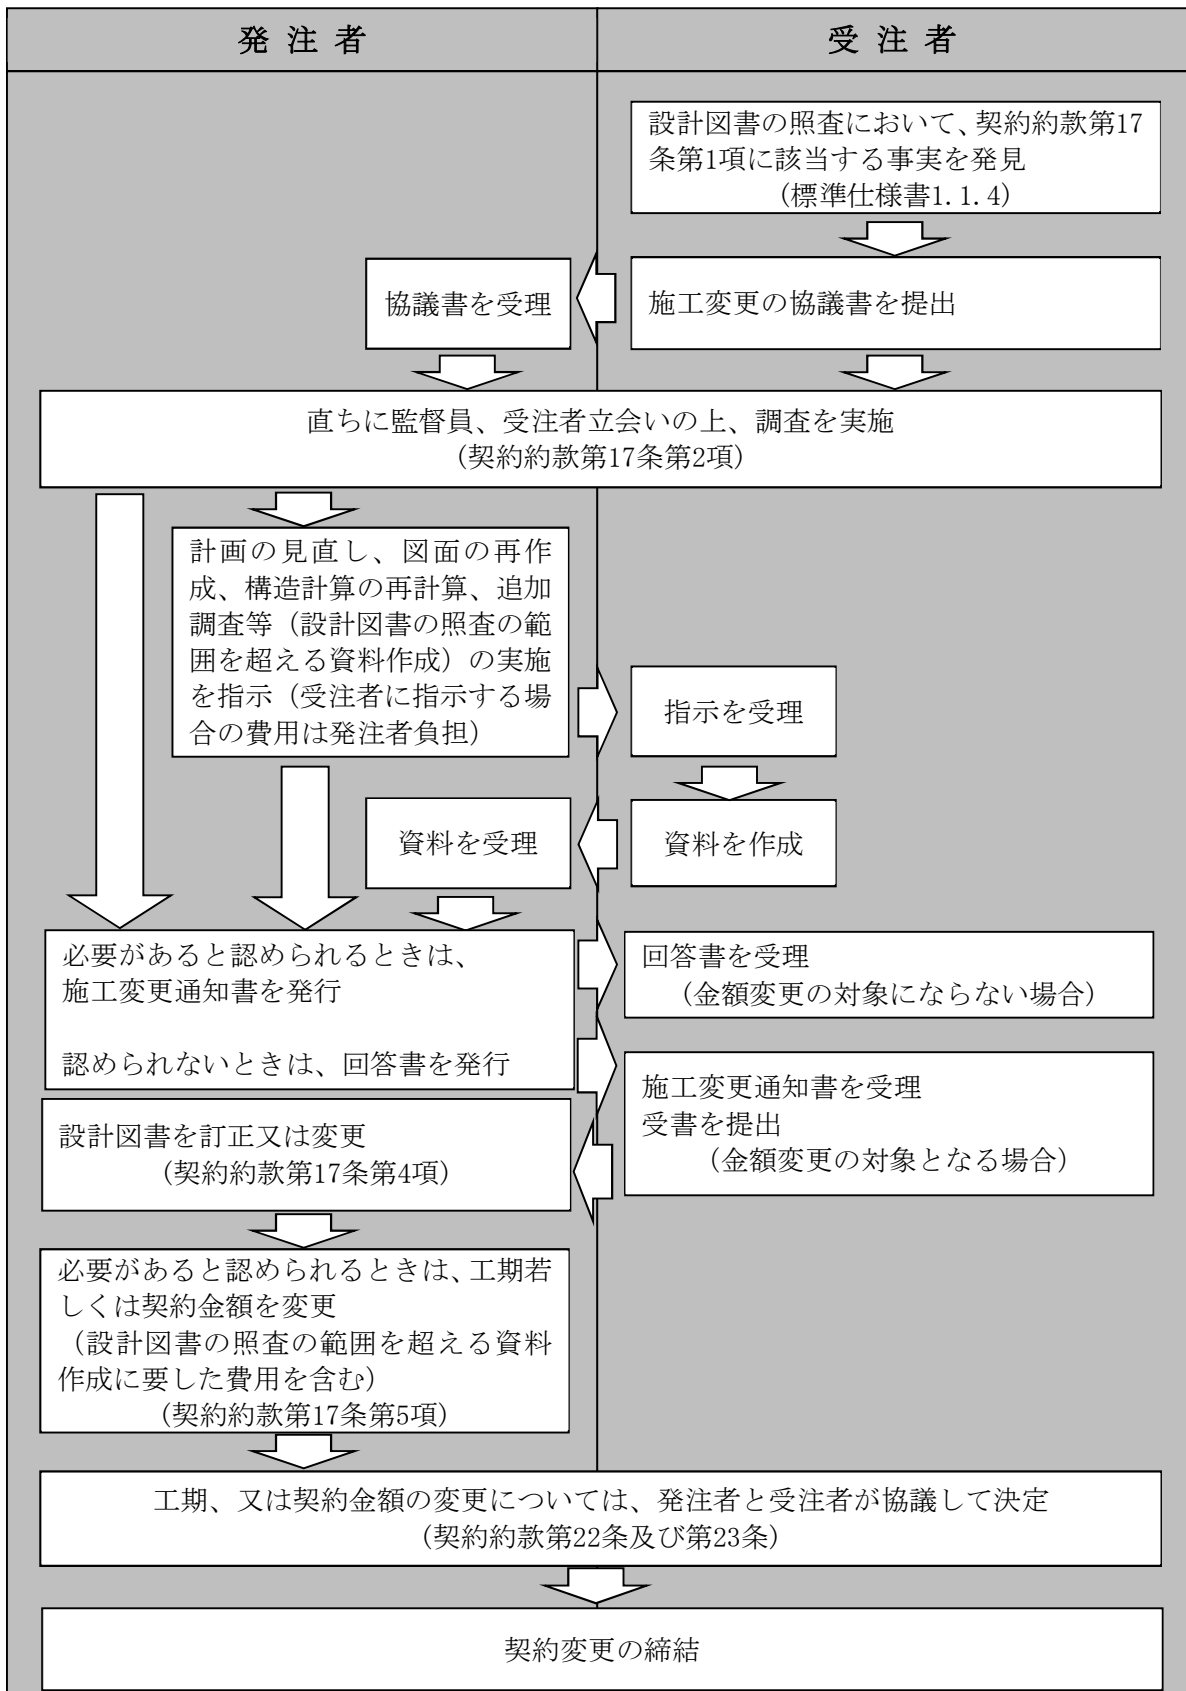 発注者
受注者
設計図書の照査において、契約約款第17
条第1項に該当する事実を発見
（標準仕様書1.1.4）
協議書を受理
施工変更の協議書を提出
直ちに監督員、受注者立会いの上、調査を実施
（契約約款第17条第2項）
計画の見直し、図面の再作
成、構造計算の再計算、追加
調査等（設計図書の照査の範
囲を超える資料作成）の実施
を指示（受注者に指示する場
合の費用は発注者負担）
指示を受理
資料を受理
資料を作成
必要があると認められるときは、
施工変更通知書を発行
認められないときは、回答書を発行
回答書を受理
（金額変更の対象にならない場合）
施工変更通知書を受理
受書を提出
（金額変更の対象となる場合）
設計図書を訂正又は変更
（契約約款第17条第4項）
必要があると認められるときは、工期若
しくは契約金額を変更
（設計図書の照査の範囲を超える資料
作成に要した費用を含む）
（契約約款第17条第5項）
工期、又は契約金額の変更については、発注者と受注者が協議して決定
（契約約款第22条及び第23条）
契約変更の締結